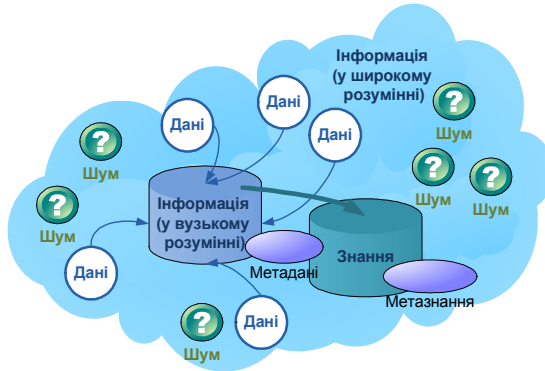 Інформація
(у широкому
розумінні)
Дані
Дані
Дані
?
Шум
?
Шум
?
Шум
?
Шум
?
Шум
Інформація
(у вузькому
розумінні)
Метадані
Знання
Метазнання
Дані
Дані
?
Шум